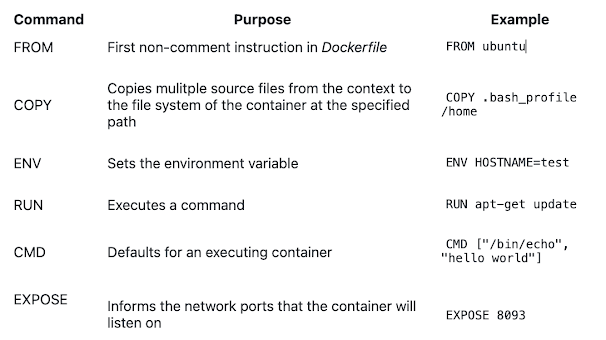 Command Purpose Example
FROM First non-comment instruction in Dockerfile FROM ubuntu
Copies mulitple source files from the context to
COPY the file system of the container at the specified COPY .bash_profile
path /home
ENV Sets the environment variable ENV HOSTNAME=test
RUN Executes a command RUN apt-get update
CMD Defaults for an executing container CMD ["/bin/echo",
"hello world"]
EXPOSE Informs the network ports that the container will
listen on EXPOSE 8093